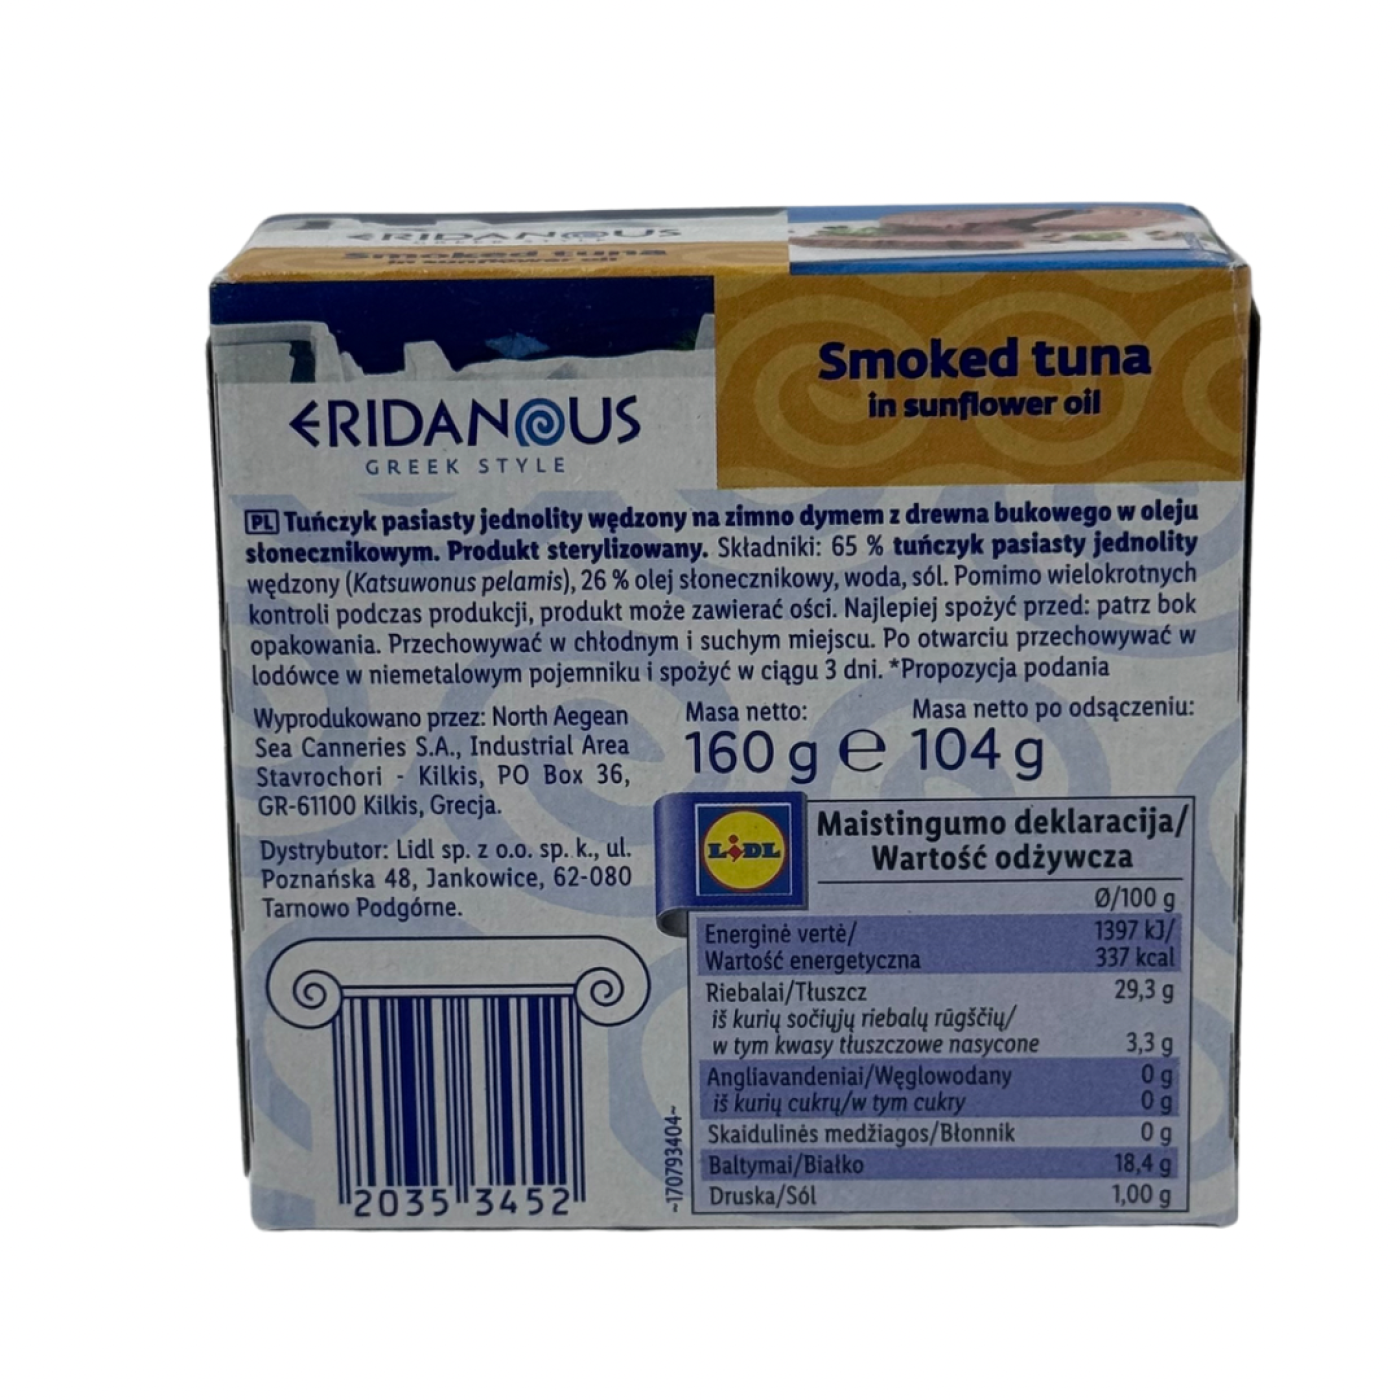 ERIDANOUS
GREEK STYLE
Smoked tuna
in sunflower oil
Smoked tuna
in sunflower oil
ERIDANOUS
GREEK STYLE
PL Tuńczyk pasiasty jednolity wędzony na zimno dymem z drewna bukowego w oleju
słonecznikowym. Produkt sterylizowany. Składniki: 65 % tuńczyk pasiasty jednolity
wędzony (Katsuwonus pelamis), 26 % olej słonecznikowy, woda, sól. Pomimo wielokrotnych
kontroli podczas produkcji, produkt może zawierać ości. Najlepiej spożyć przed: patrz bok
opakowania. Przechowywać w chłodnym i suchym miejscu. Po otwarciu przechowywać w
lodówce w niemetalowym pojemniku i spożyć w ciągu 3 dni. *Propozycja podania
Wyprodukowano przez: North Aegean
Sea Canneries S.A., Industrial Area
Stavrochori - Kilkis, PO Box 36,
GR-61100 Kilkis, Grecja.
Dystrybutor: Lidl sp. z o.o. sp. k., ul.
Poznańska 48, Jankowice, 62-080
Tarnowo Podgórne.
Masa netto:
160 g ℮
Masa netto po odsączeniu:
104 g
LIDL
Maistingumo deklaracija/
Wartość odżywcza
Ø/100 g
Energinė vertė/ 1397 kJ/
Wartość energetyczna 337 kcal
Riebalai/Tłuszcz 29,3 g
iš kurių sočiųjų riebalų rūgščių/
w tym kwasy tłuszczowe nasycone 3,3 g
Angliavandeniai/Węglowodany 0 g
iš kurių cukrų/w tym cukry 0 g
Skaidulinės medžiagos/Błonnik 0 g
Baltymai/Białko 18,4 g
Druska/Sól 1,00 g
~170793404~
2035 3452